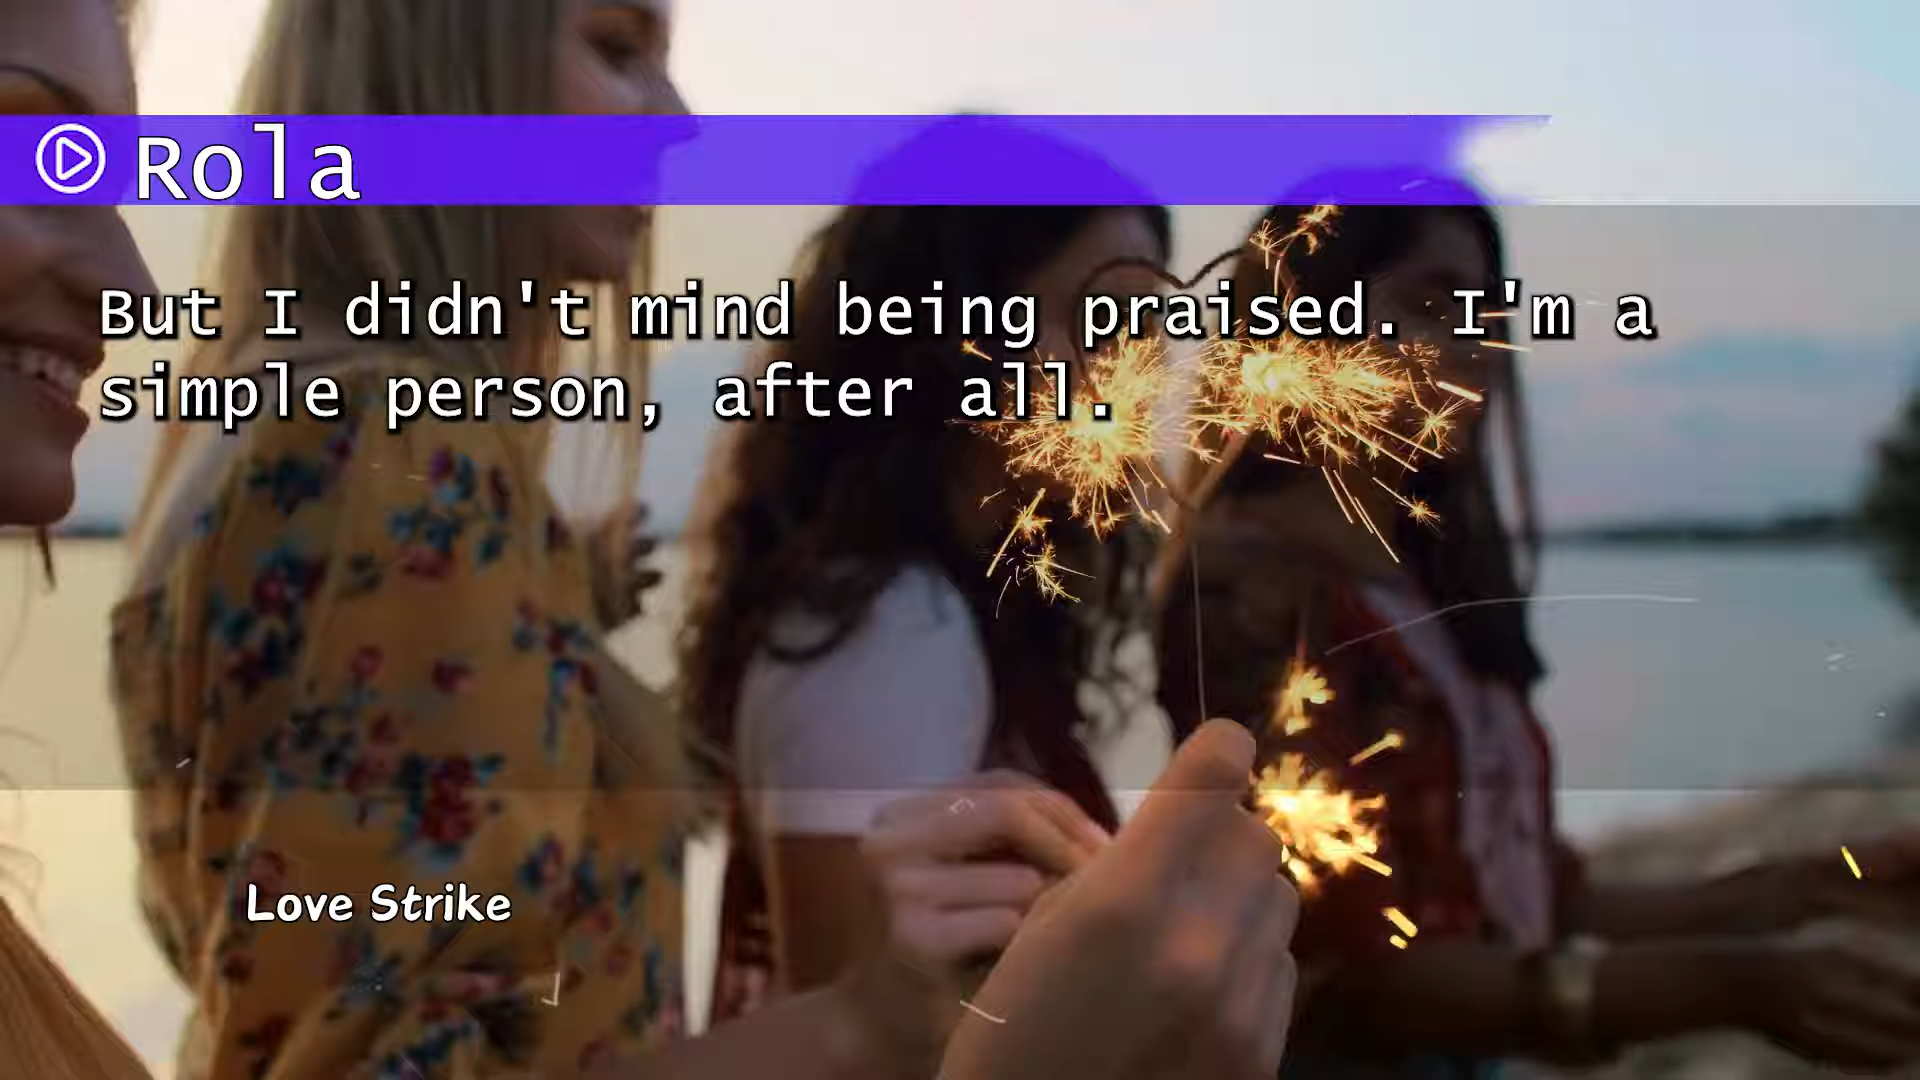 Rola
But I didn't mind being praised. I'm a
simple person, after all.
Love Strike